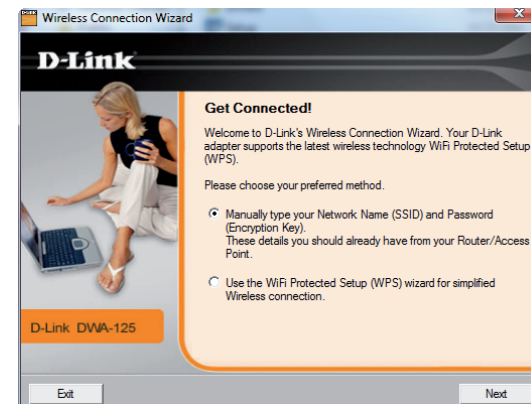 Wireless Connection Wizard
D-Link
Get Connected!
Welcome to D-Link's Wireless Connection Wizard. Your D-Link
adapter supports the latest wireless technology WiFi Protected Setup
(WPS).
Please choose your preferred method.
Manually type your Network Name (SSID) and Password
(Encryption Key).
These details you should already have from your Router/Access
Point.
Use the WiFi Protected Setup (WPS) wizard for simplified
Wireless connection.
D-Link DWA-125
Exit
Next